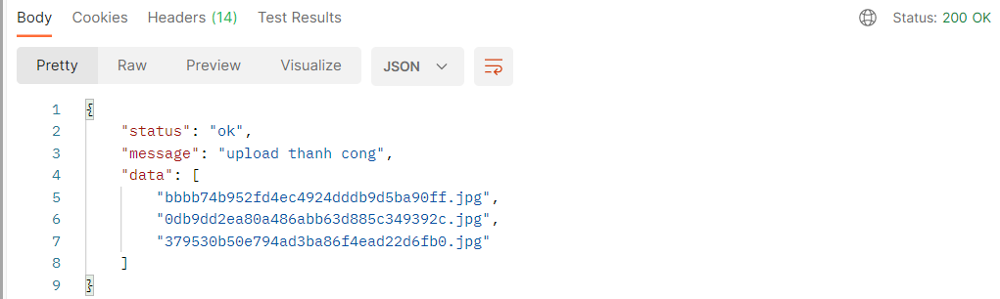 Body Cookies Headers (14) Test Results Status: 200 OK
Pretty Raw Preview Visualize JSON
1 {
2 "status": "ok",
3 "message": "upload thanh cong",
4 "data": [
5 "bbbb74b952fd4ec4924dddb9d5ba90ff.jpg",
6 "0db9dd2ea80a486abb63d885c349392c.jpg",
7 "379530b50e794ad3ba86f4ead22d6fb0.jpg"
8 ]
9 }